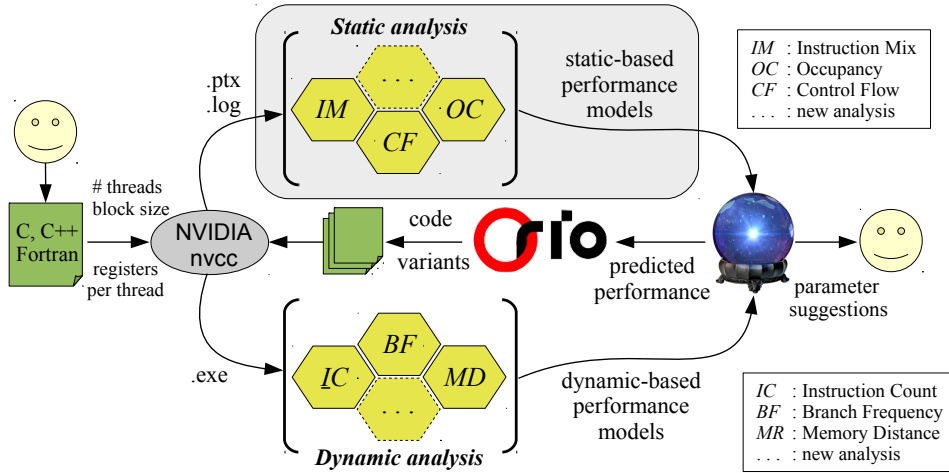 Static analysis
. . .
IM
OC
CF
.ptx
.log
static-based
performance
models
IM : Instruction Mix
OC : Occupancy
CF : Control Flow
. . . : new analysis
C, C++
Fortran
# threads
block size
registers
per thread
NVIDIA
nvcc
code
variants
Orio
predicted
performance
parameter
suggestions
.exe
BF
IC
MD
. . .
Dynamic analysis
dynamic-based
performance
models
IC : Instruction Count
BF : Branch Frequency
MR : Memory Distance
. . . : new analysis